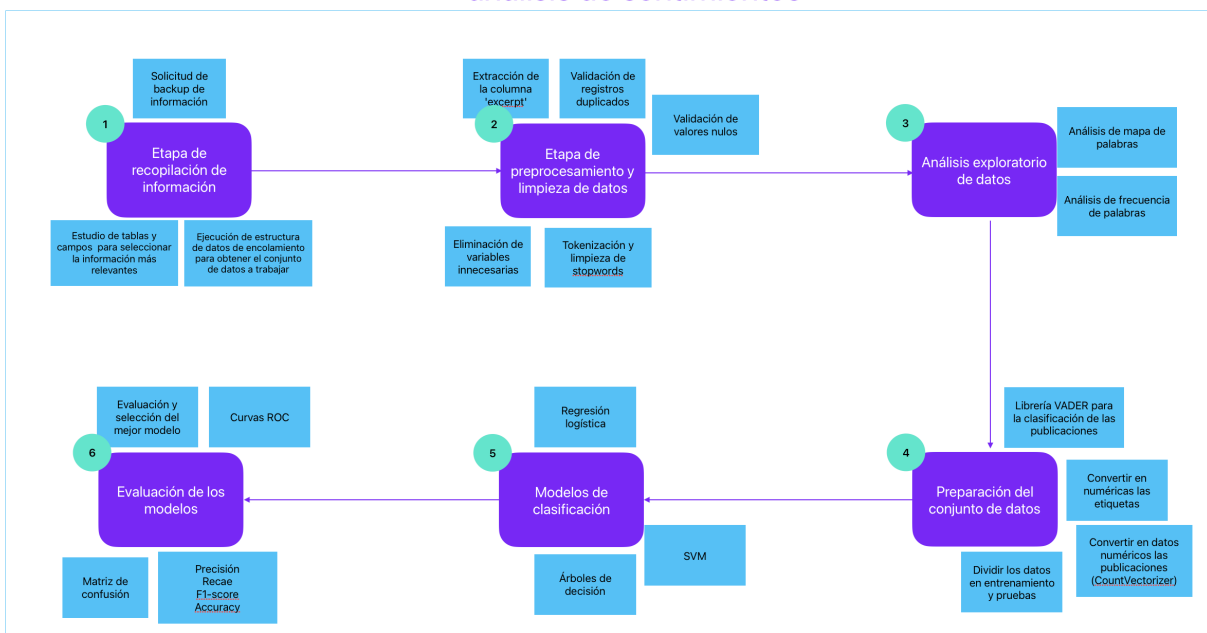 Solicitud de
backup de
información
1
Etapa de
recopilación de
información
Estudio de tablas y
campos para seleccionar
la información más
relevantes
Ejecución de estructura
de datos de encolamiento
para obtener el conjunto
de datos a trabajar
Extracción de
la columna
'excerpt'
Validación de
registros
duplicados
Validación de
valores nulos
2
Etapa de
preprocesamiento y
limpieza de datos
Eliminación de
variables
innecesarias
Tokenización y
limpieza de
stopwords
3
Análisis exploratorio
de datos
Análisis de mapa de
palabras
Análisis de frecuencia
de palabras
Librería VADER para
la clasificación de las
publicaciones
4
Preparación del
conjunto de datos
Convertir en
numéricas las
etiquetas
Convertir en datos
numéricos las
publicaciones
(CountVectorizer)
Dividir los datos
en entrenamiento
y pruebas
Regresión
logística
5
Modelos de
clasificación
SVM
Árboles de
decisión
Evaluación y
selección del
mejor modelo
Curvas ROC
6
Evaluación de los
modelos
Matriz de
confusión
Precisión
Recae
F1-score
Accuracy